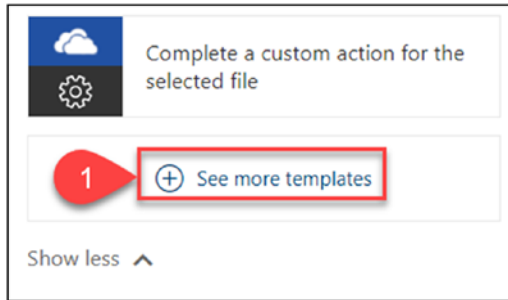 Complete a custom action for the
selected file
1
See more templates
Show less